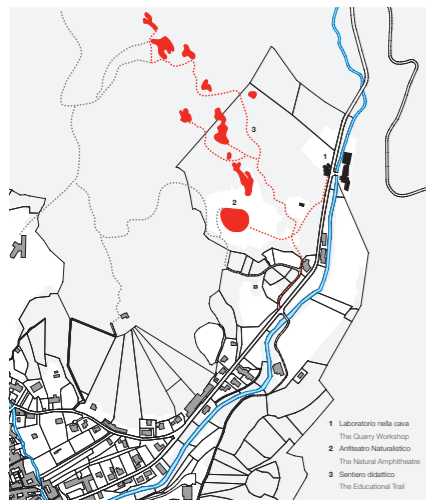 3
1
2
1 Laboratorio nella cava
The Quarry Workshop
2 Anfiteatro Naturalistico
The Natural Amphitheatre
3 Sentiero didattico
The Educational Trail